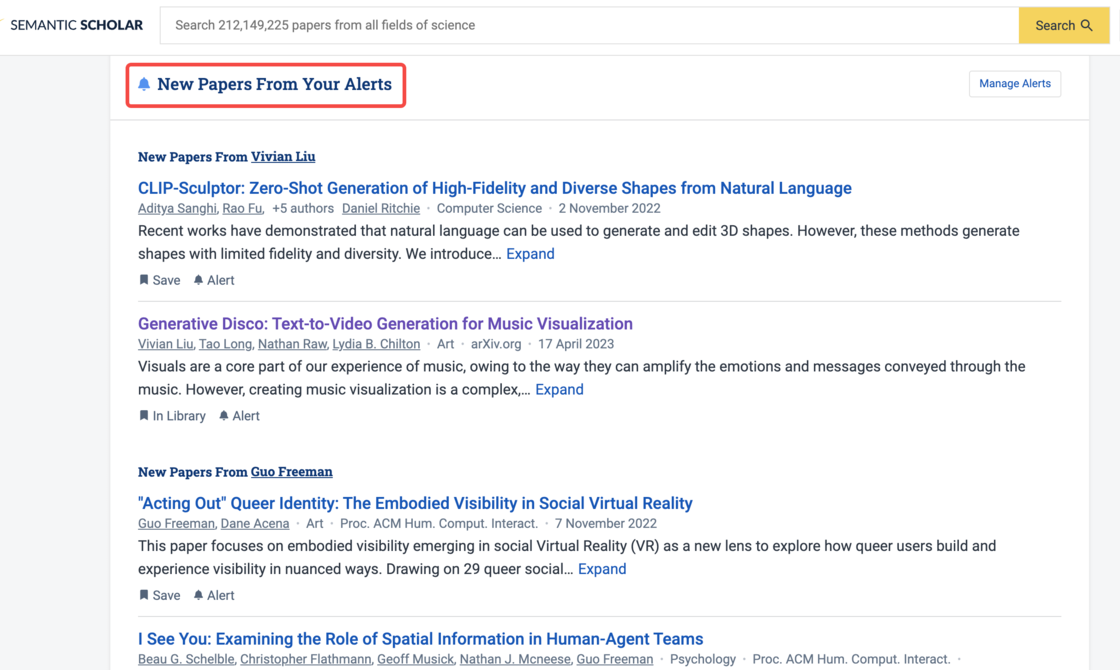 SEMANTIC SCHOLAR
Search 212,149,225 papers from all fields of science
Search
New Papers From Your Alerts
Manage Alerts
New Papers From Vivian Liu
CLIP-Sculptor: Zero-Shot Generation of High-Fidelity and Diverse Shapes from Natural Language
Aditya Sanghi, Rao Fu, +5 authors Daniel Ritchie · Computer Science · 2 November 2022
Recent works have demonstrated that natural language can be used to generate and edit 3D shapes. However, these methods generate
shapes with limited fidelity and diversity. We introduce… Expand
Save Alert
Generative Disco: Text-to-Video Generation for Music Visualization
Vivian Liu, Tao Long, Nathan Raw, Lydia B. Chilton · Art · arXiv.org · 17 April 2023
Visuals are a core part of our experience of music, owing to the way they can amplify the emotions and messages conveyed through the
music. However, creating music visualization is a complex,… Expand
In Library Alert
New Papers From Guo Freeman
"Acting Out" Queer Identity: The Embodied Visibility in Social Virtual Reality
Guo Freeman, Dane Acena · Art · Proc. ACM Hum. Comput. Interact. · 7 November 2022
This paper focuses on embodied visibility emerging in social Virtual Reality (VR) as a new lens to explore how queer users build and
experience visibility in nuanced ways. Drawing on 29 queer social… Expand
Save Alert
I See You: Examining the Role of Spatial Information in Human-Agent Teams
Beau G. Schelble, Christopher Flathmann, Geoff Musick, Nathan J. Mcneese, Guo Freeman · Psychology · Proc. ACM Hum. Comput. Interact. ·